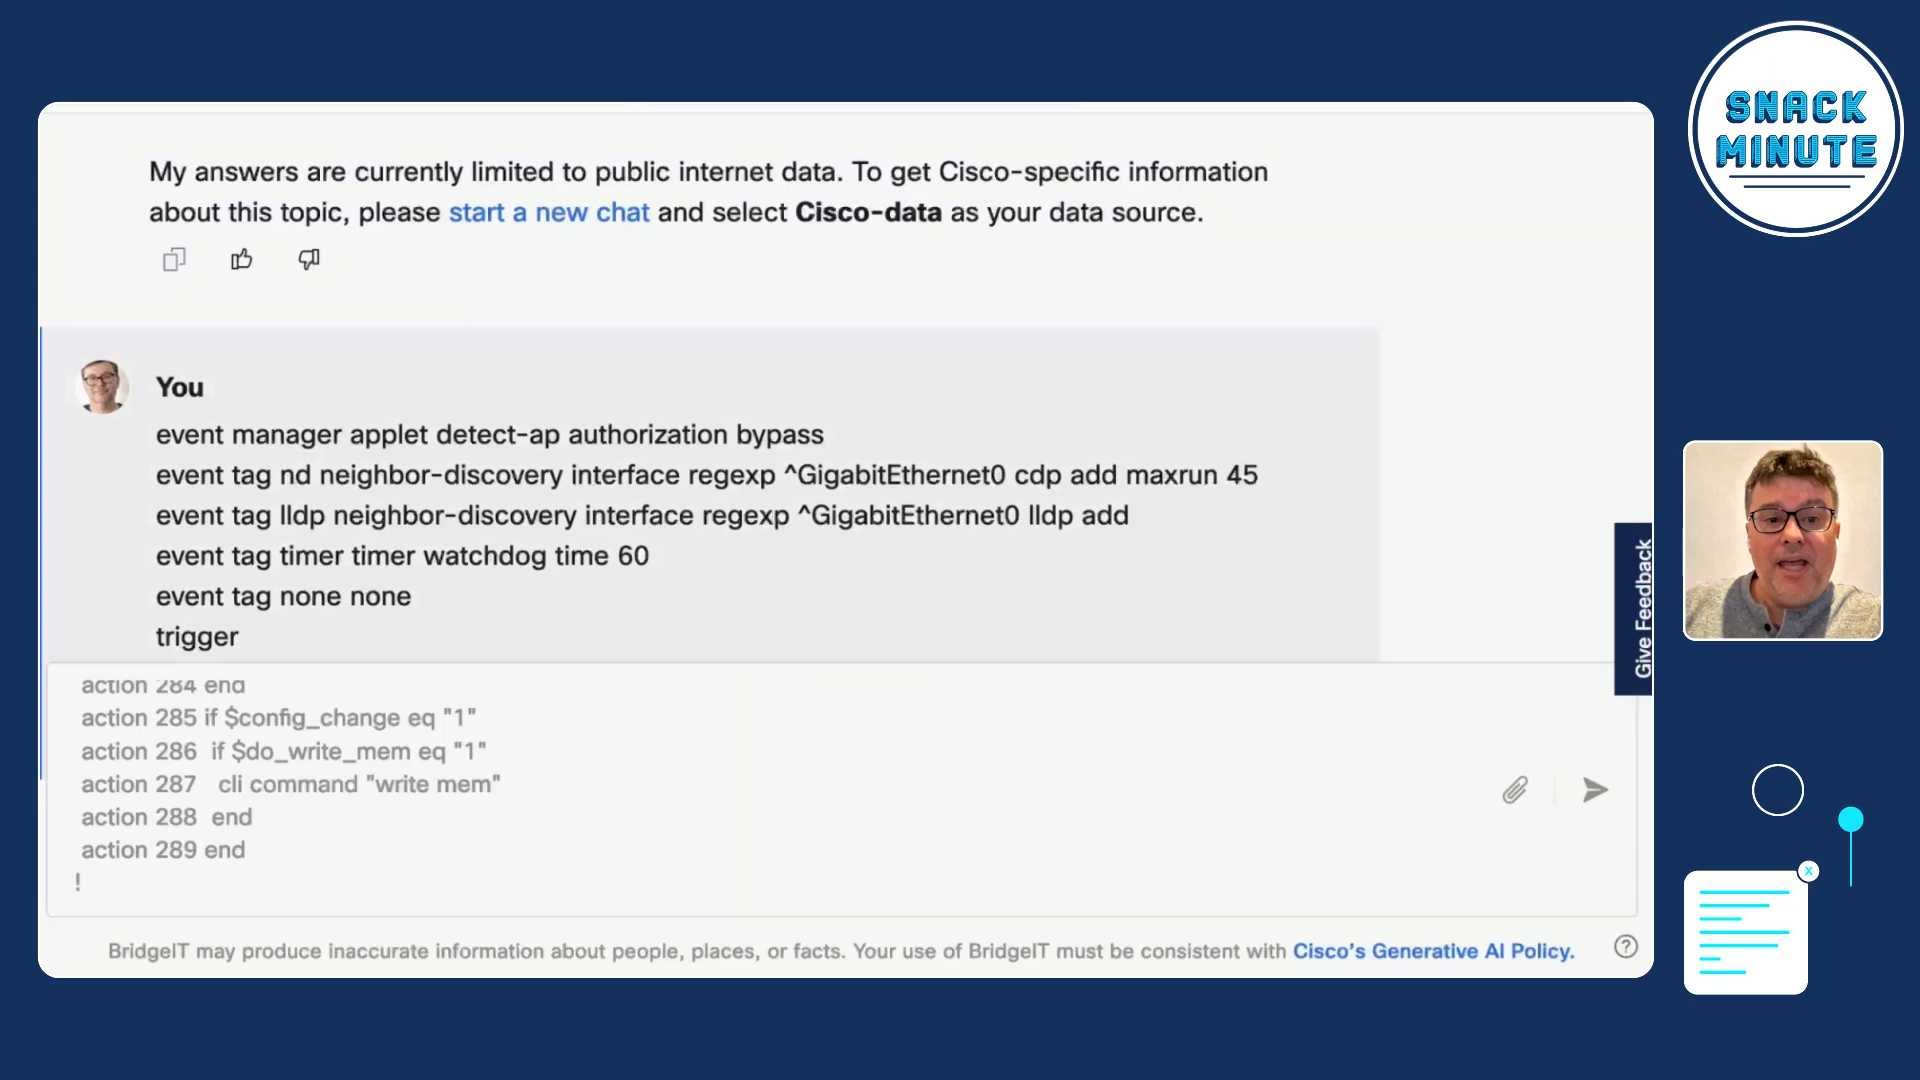 SNACK
MINUTE
My answers are currently limited to public internet data. To get Cisco-specific information
about this topic, please start a new chat and select Cisco-data as your data source.
You
event manager applet detect-ap authorization bypass
event tag nd neighbor-discovery interface regexp ^GigabitEthernet0 cdp add maxrun 45
event tag lldp neighbor-discovery interface regexp ^GigabitEthernet0 lldp add
event tag timer timer watchdog time 60
event tag none none
trigger
Give Feedback
action 284 end
action 285 if $config_change eq "1"
action 286  if $do_write_mem eq "1"
action 287   cli command "write mem"
action 288  end
action 289 end
!
BridgeIT may produce inaccurate information about people, places, or facts. Your use of BridgeIT must be consistent with Cisco's Generative AI Policy.
?
X